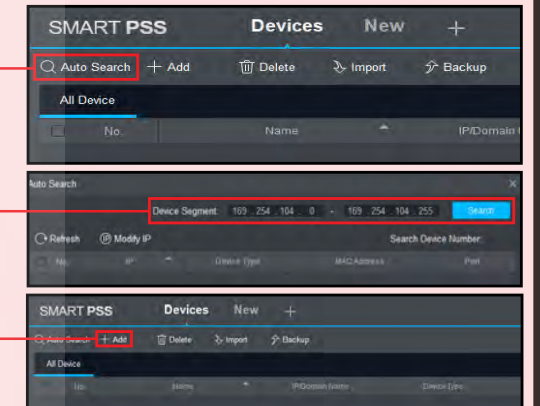 SMART PSS Devices New +
Auto Search + Add Delete Import Backup
All Device
No. Name IP/Domain
Auto Search ×
Device Segment: 169 . 254 . 104 . 0 - 169 . 254 . 104 . 255 Search
Refresh Modify IP Search Device Number:
No. IP Device Type MAC Address Port
SMART PSS Devices New +
Auto Search + Add Delete Import Backup
All Device
No. Name IP/Domain Name Device Type